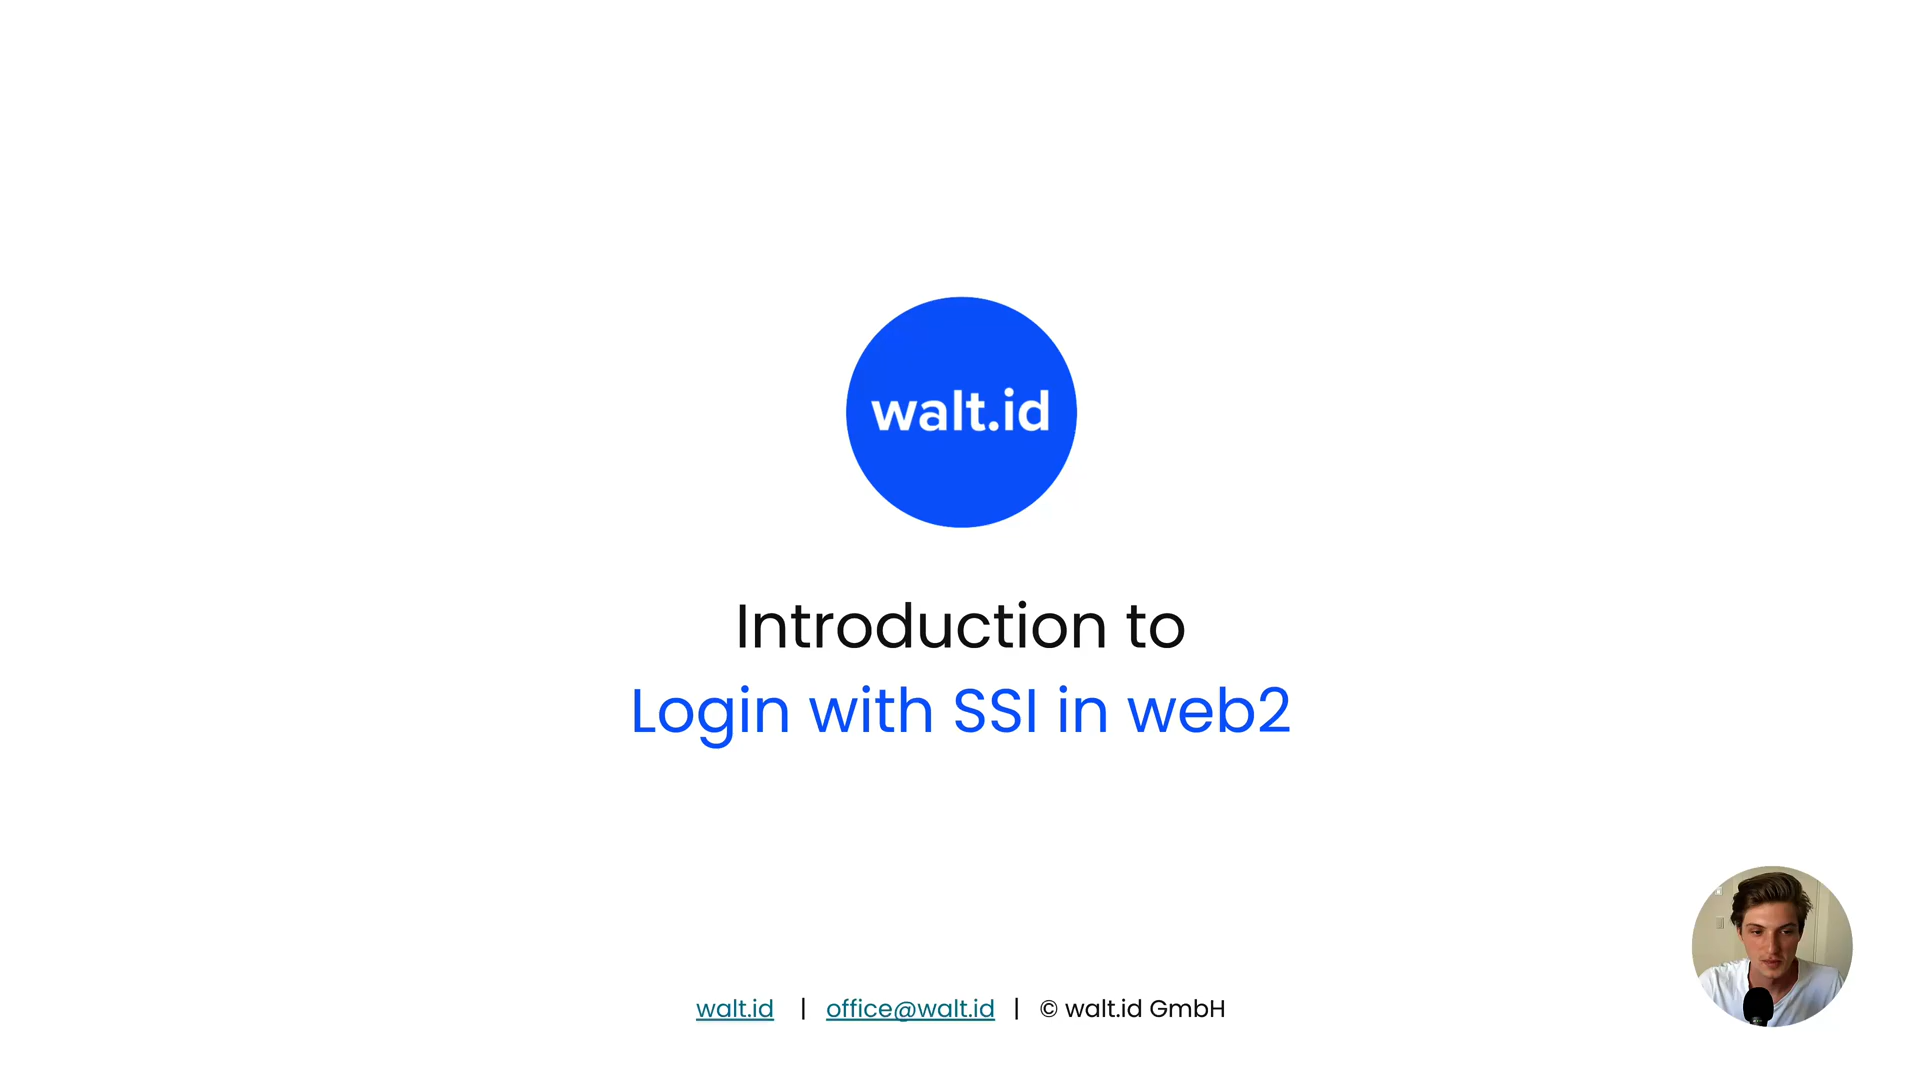 walt.id
Introduction to
Login with SSI in web2
walt.id | office@walt.id | © walt.id GmbH